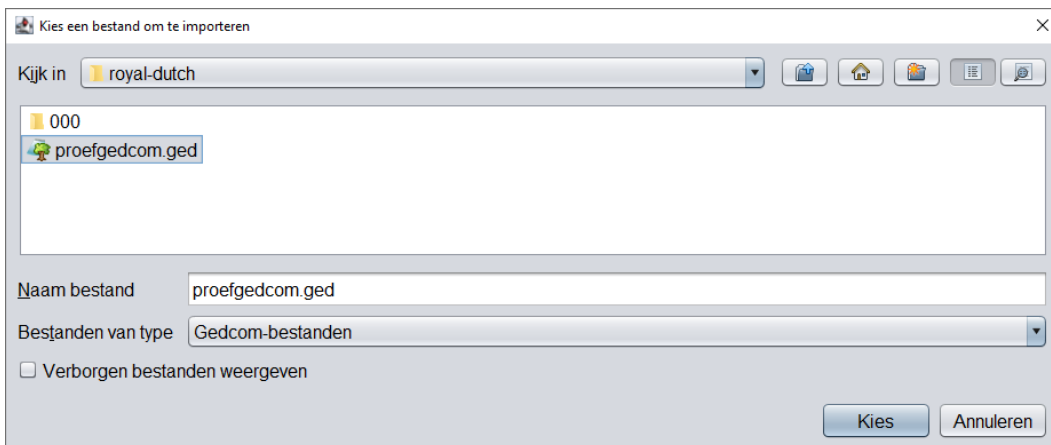 Kies een bestand om te importeren
Kijk in royal-dutch
000
proefgedcom.ged
Naam bestand proefgedcom.ged
Bestanden van type Gedcom-bestanden
Verborgen bestanden weergeven
Kies Annuleren